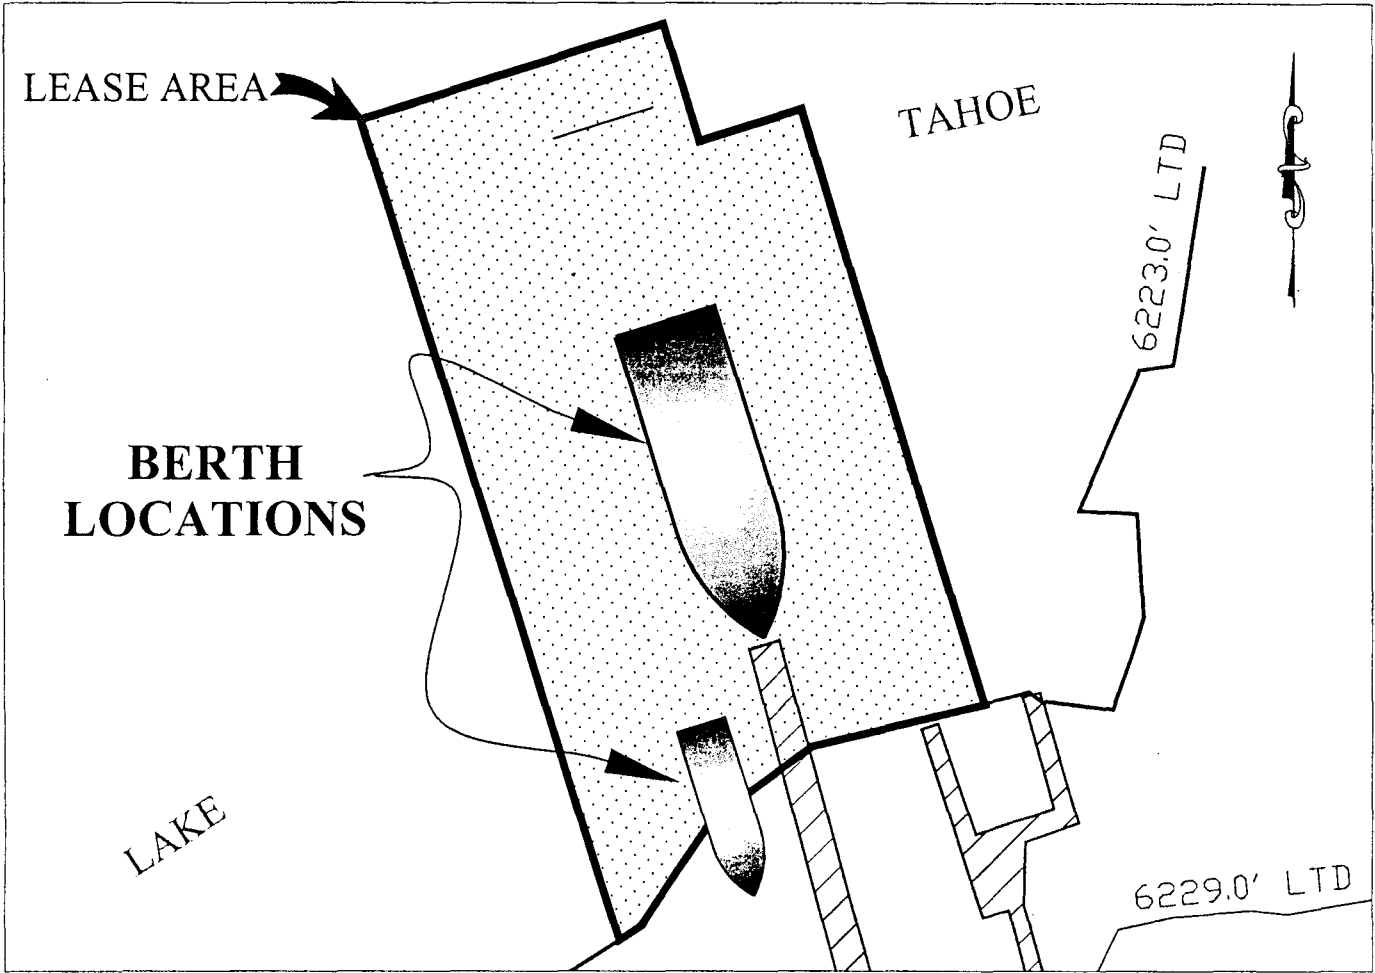 LEASE AREA
TAHOE
6223.0' LTD
BERTH
LOCATIONS
LAKE
6229.0' LTD